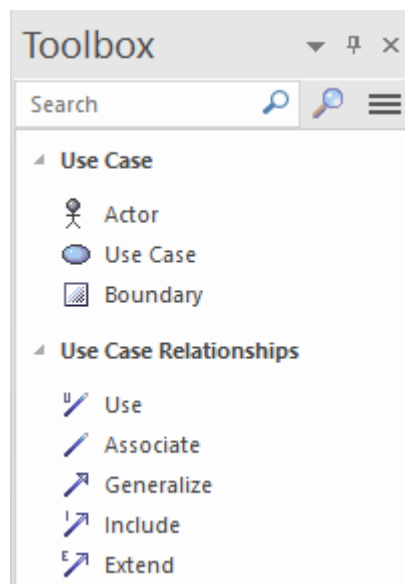 Toolbox
Search
Use Case
Actor
Use Case
Boundary
Use Case Relationships
U Use
Associate
Generalize
I Include
E Extend